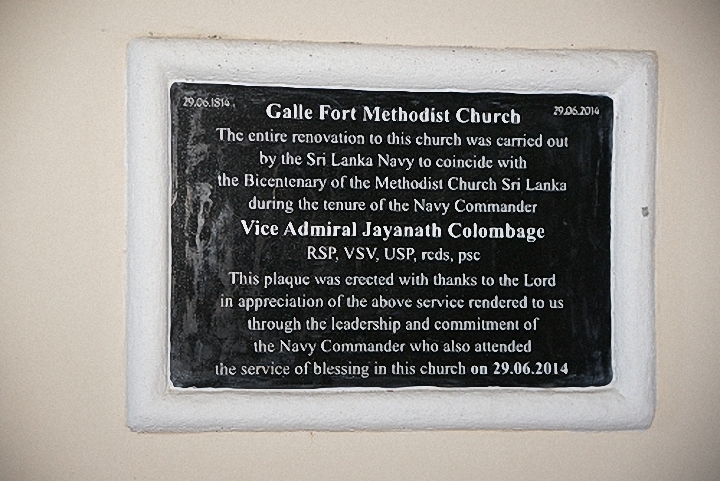 29.06.1814
29.06.2014
Galle Fort Methodist Church
The entire renovation to this church was carried out
by the Sri Lanka Navy to coincide with
the Bicentenary of the Methodist Church Sri Lanka
during the tenure of the Navy Commander
Vice Admiral Jayanath Colombage
RSP, VSV, USP, rcds, psc
This plaque was erected with thanks to the Lord
in appreciation of the above service rendered to us
through the leadership and commitment of
the Navy Commander who also attended
the service of blessing in this church on 29.06.2014